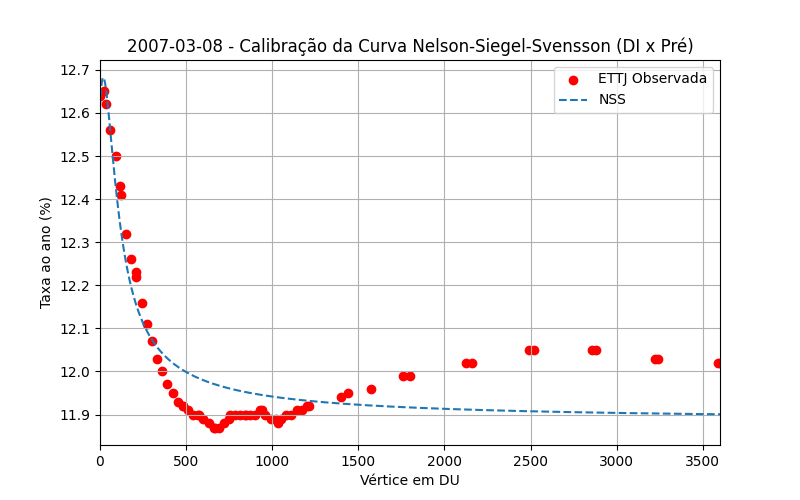 2007-03-08 - Calibração da Curva Nelson-Siegel-Svensson (DI x Pré)
ETTJ Observada
NSS
Taxa ao ano (%)
12.7
12.6
12.5
12.4
12.3
12.2
12.1
12.0
11.9
0 500 1000 1500 2000 2500 3000 3500
Vértice em DU